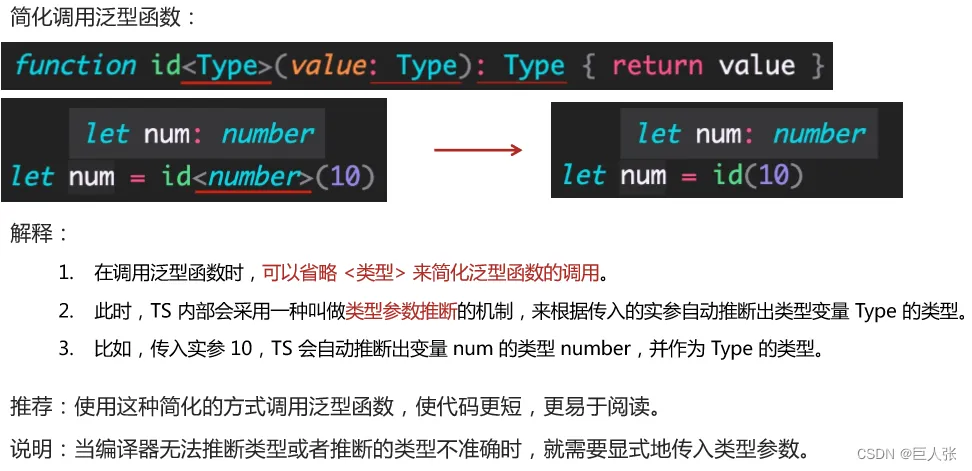 简化调用泛型函数：
function id<Type>(value: Type): Type { return value }
let num: number
let num = id<number>(10)
let num: number
let num = id(10)
解释：
1. 在调用泛型函数时，可以省略 <类型> 来简化泛型函数的调用。
2. 此时，TS 内部会采用一种叫做类型参数推断的机制，来根据传入的实参自动推断出类型变量 Type 的类型。
3. 比如，传入实参 10，TS 会自动推断出变量 num 的类型 number，并作为 Type 的类型。
推荐：使用这种简化的方式调用泛型函数，使代码更短，更易于阅读。
说明：当编译器无法推断类型或者推断的类型不准确时，就需要显式地传入类型参数。
CSDN @巨人张